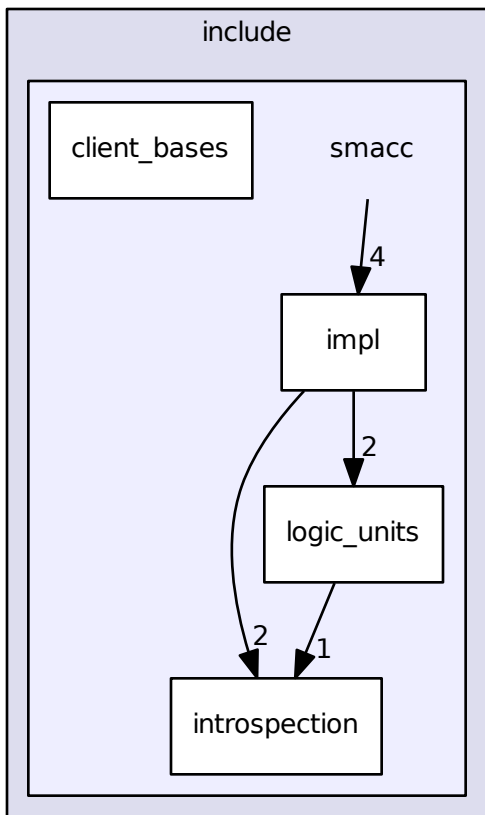 include
client_bases
smacc
4
impl
2
logic_units
2
1
introspection